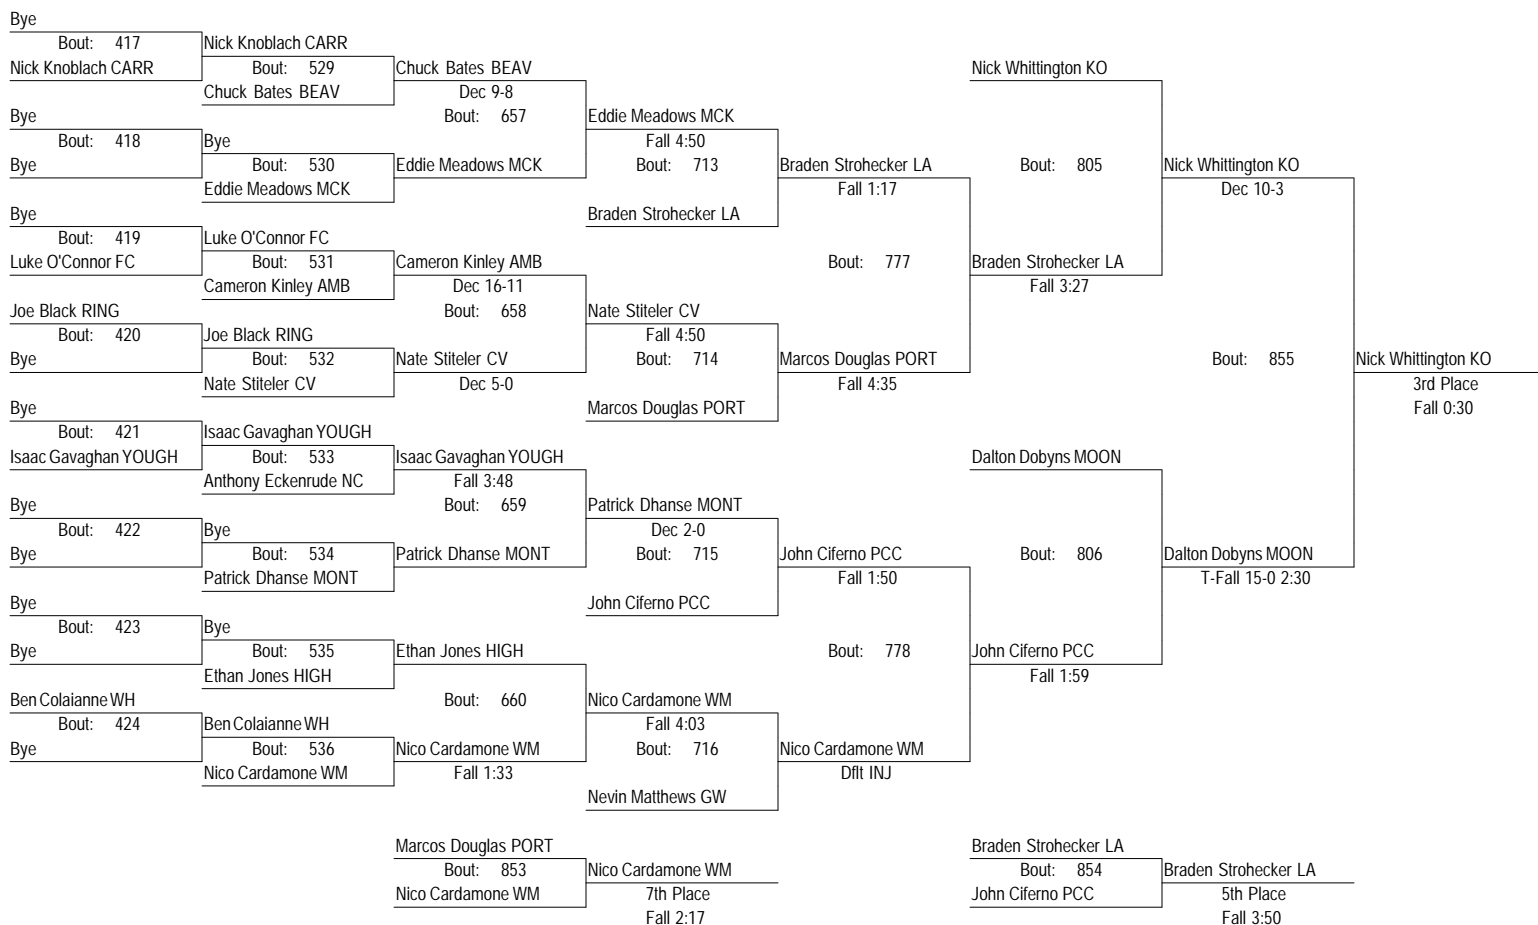 Bye
Bout: 417
Nick Knoblach CARR
Nick Knoblach CARR
Bout: 529
Chuck Bates BEAV
Chuck Bates BEAV
Dec 9-8
Bout: 657
Nick Whittington KO
Bye
Bout: 418
Bye
Bye
Bout: 530
Eddie Meadows MCK
Eddie Meadows MCK
Eddie Meadows MCK
Fall 4:50
Bout: 713
Braden Strohecker LA
Braden Strohecker LA
Fall 1:17
Bout: 805
Nick Whittington KO
Dec 10-3
Bye
Bout: 419
Luke O'Connor FC
Luke O'Connor FC
Bout: 531
Cameron Kinley AMB
Cameron Kinley AMB
Dec 16-11
Bout: 658
Bout: 777
Braden Strohecker LA
Fall 3:27
Joe Black RING
Bout: 420
Bye
Joe Black RING
Bout: 532
Nate Stiteler CV
Nate Stiteler CV
Dec 5-0
Nate Stiteler CV
Fall 4:50
Bout: 714
Marcos Douglas PORT
Marcos Douglas PORT
Fall 4:35
Bout: 855
Nick Whittington KO
3rd Place
Fall 0:30
Bye
Bout: 421
Isaac Gavaghan YOUGH
Isaac Gavaghan YOUGH
Bout: 533
Anthony Eckenrude NC
Isaac Gavaghan YOUGH
Fall 3:48
Bout: 659
Dalton Dobyns MOON
Bye
Bout: 422
Bye
Bye
Bout: 534
Patrick Dhanse MONT
Patrick Dhanse MONT
Patrick Dhanse MONT
Dec 2-0
Bout: 715
John Ciferno PCC
John Ciferno PCC
Fall 1:50
Bout: 806
Dalton Dobyns MOON
T-Fall 15-0 2:30
Bye
Bout: 423
Bye
Bye
Bout: 535
Ethan Jones HIGH
Ethan Jones HIGH
Bout: 660
Bout: 778
John Ciferno PCC
Fall 1:59
Ben Colaianne WH
Bout: 424
Bye
Ben Colaianne WH
Bout: 536
Nico Cardamone WM
Nico Cardamone WM
Fall 1:33
Nico Cardamone WM
Fall 4:03
Bout: 716
Nevin Matthews GW
Nico Cardamone WM
Dflt INJ
Marcos Douglas PORT
Bout: 853
Nico Cardamone WM
Nico Cardamone WM
7th Place
Fall 2:17
Braden Strohecker LA
Bout: 854
John Ciferno PCC
Braden Strohecker LA
5th Place
Fall 3:50